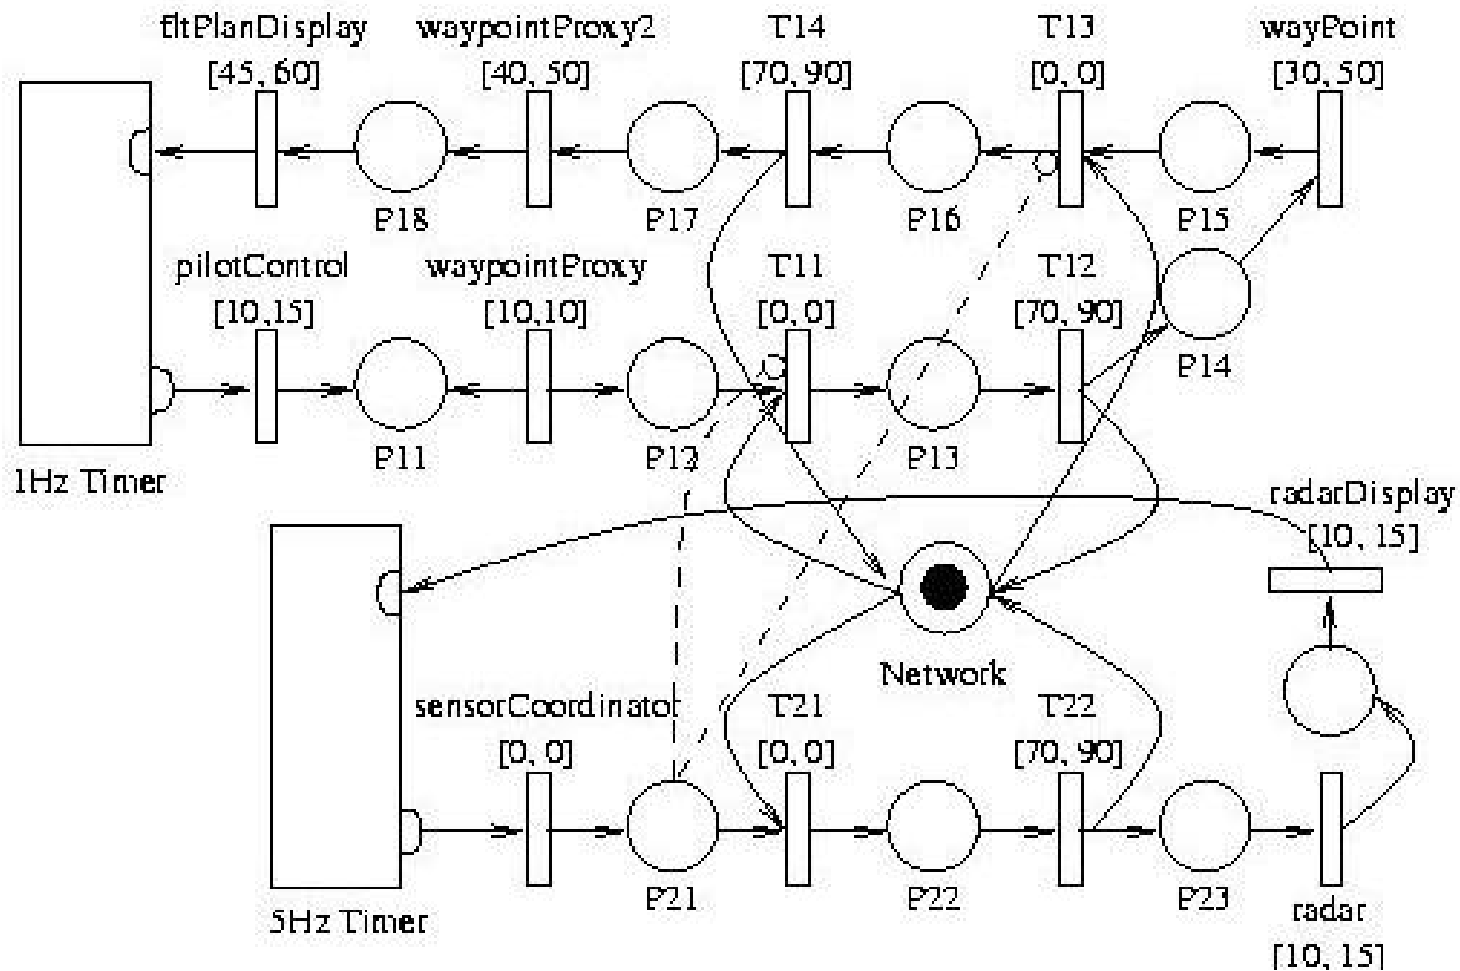 fltPlanDisplay waypointProxy2 T14 T13 wayPoint
[45, 60] [40, 50] [70, 90] [0, 0] [30, 50]
P18 P17 P16 P15
pilotControl waypointProxy T11 T12
[10,15] [10,10] [0, 0] [70, 90]
P14
P11 P12 P13
1Hz Timer
radarDisplay
[10, 15]
Network
sensorCoordinator T21 T22
[0, 0] [0, 0] [70, 90]
P21 P22 P23
5Hz Timer
radar
[10, 15]